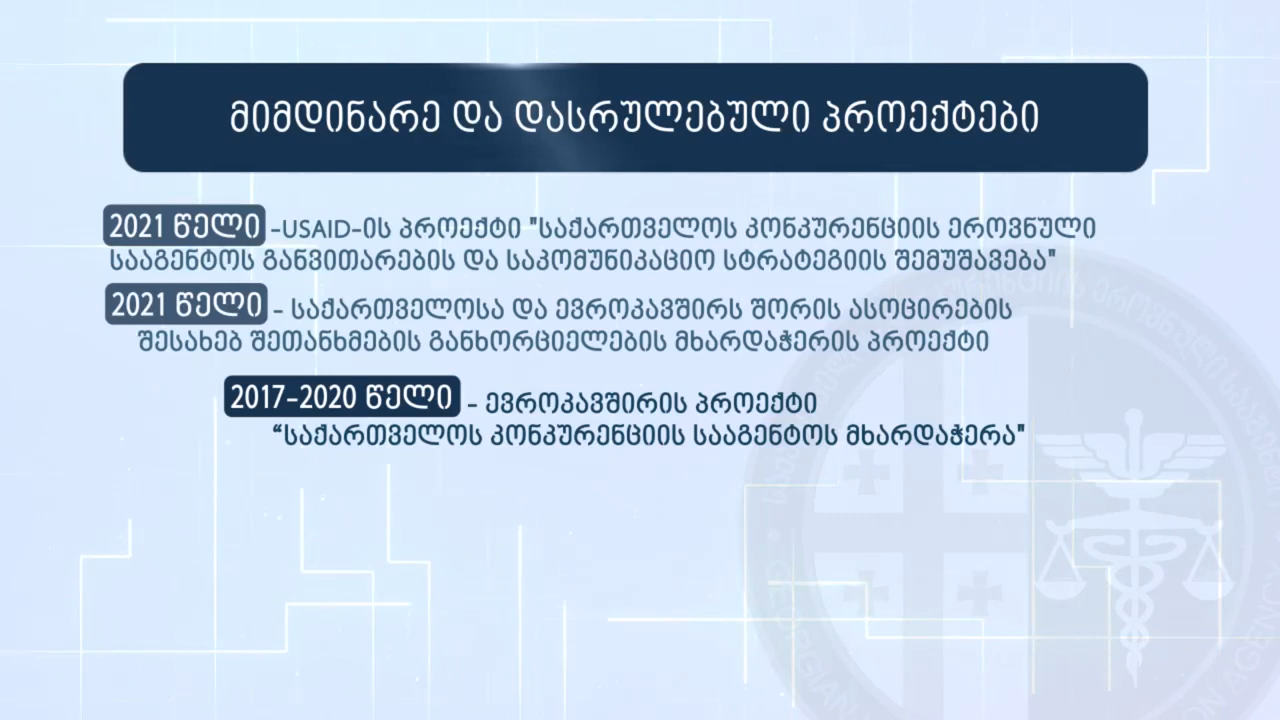 მიმდინარე და დასრულებული პროექტები
2021 წელი -USAID-ის პროექტი "საქართველოს კონკურენციის ეროვნული
სააგენტოს განვითარების და საკომუნიკაციო სტრატეგიის შემუშავება"
2021 წელი - საქართველოსა და ევროკავშირს შორის ასოცირების
შესახებ შეთანხმების განხორციელების მხარდაჭერის პროექტი
2017-2020 წელი - ევროკავშირის პროექტი
“საქართველოს კონკურენციის სააგენტოს მხარდაჭერა"